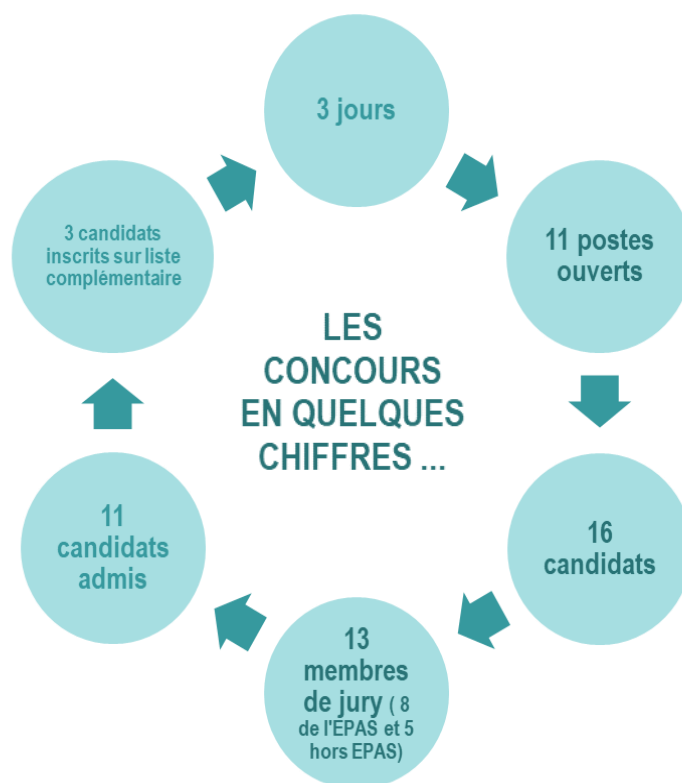 LES
CONCOURS
EN QUELQUES
CHIFFRES ...
3 jours
11 postes
ouverts
16
candidats
13
membres
de jury ( 8
de l'EPAS et 5
hors EPAS)
11
candidats
admis
3 candidats
inscrits sur liste
complémentaire